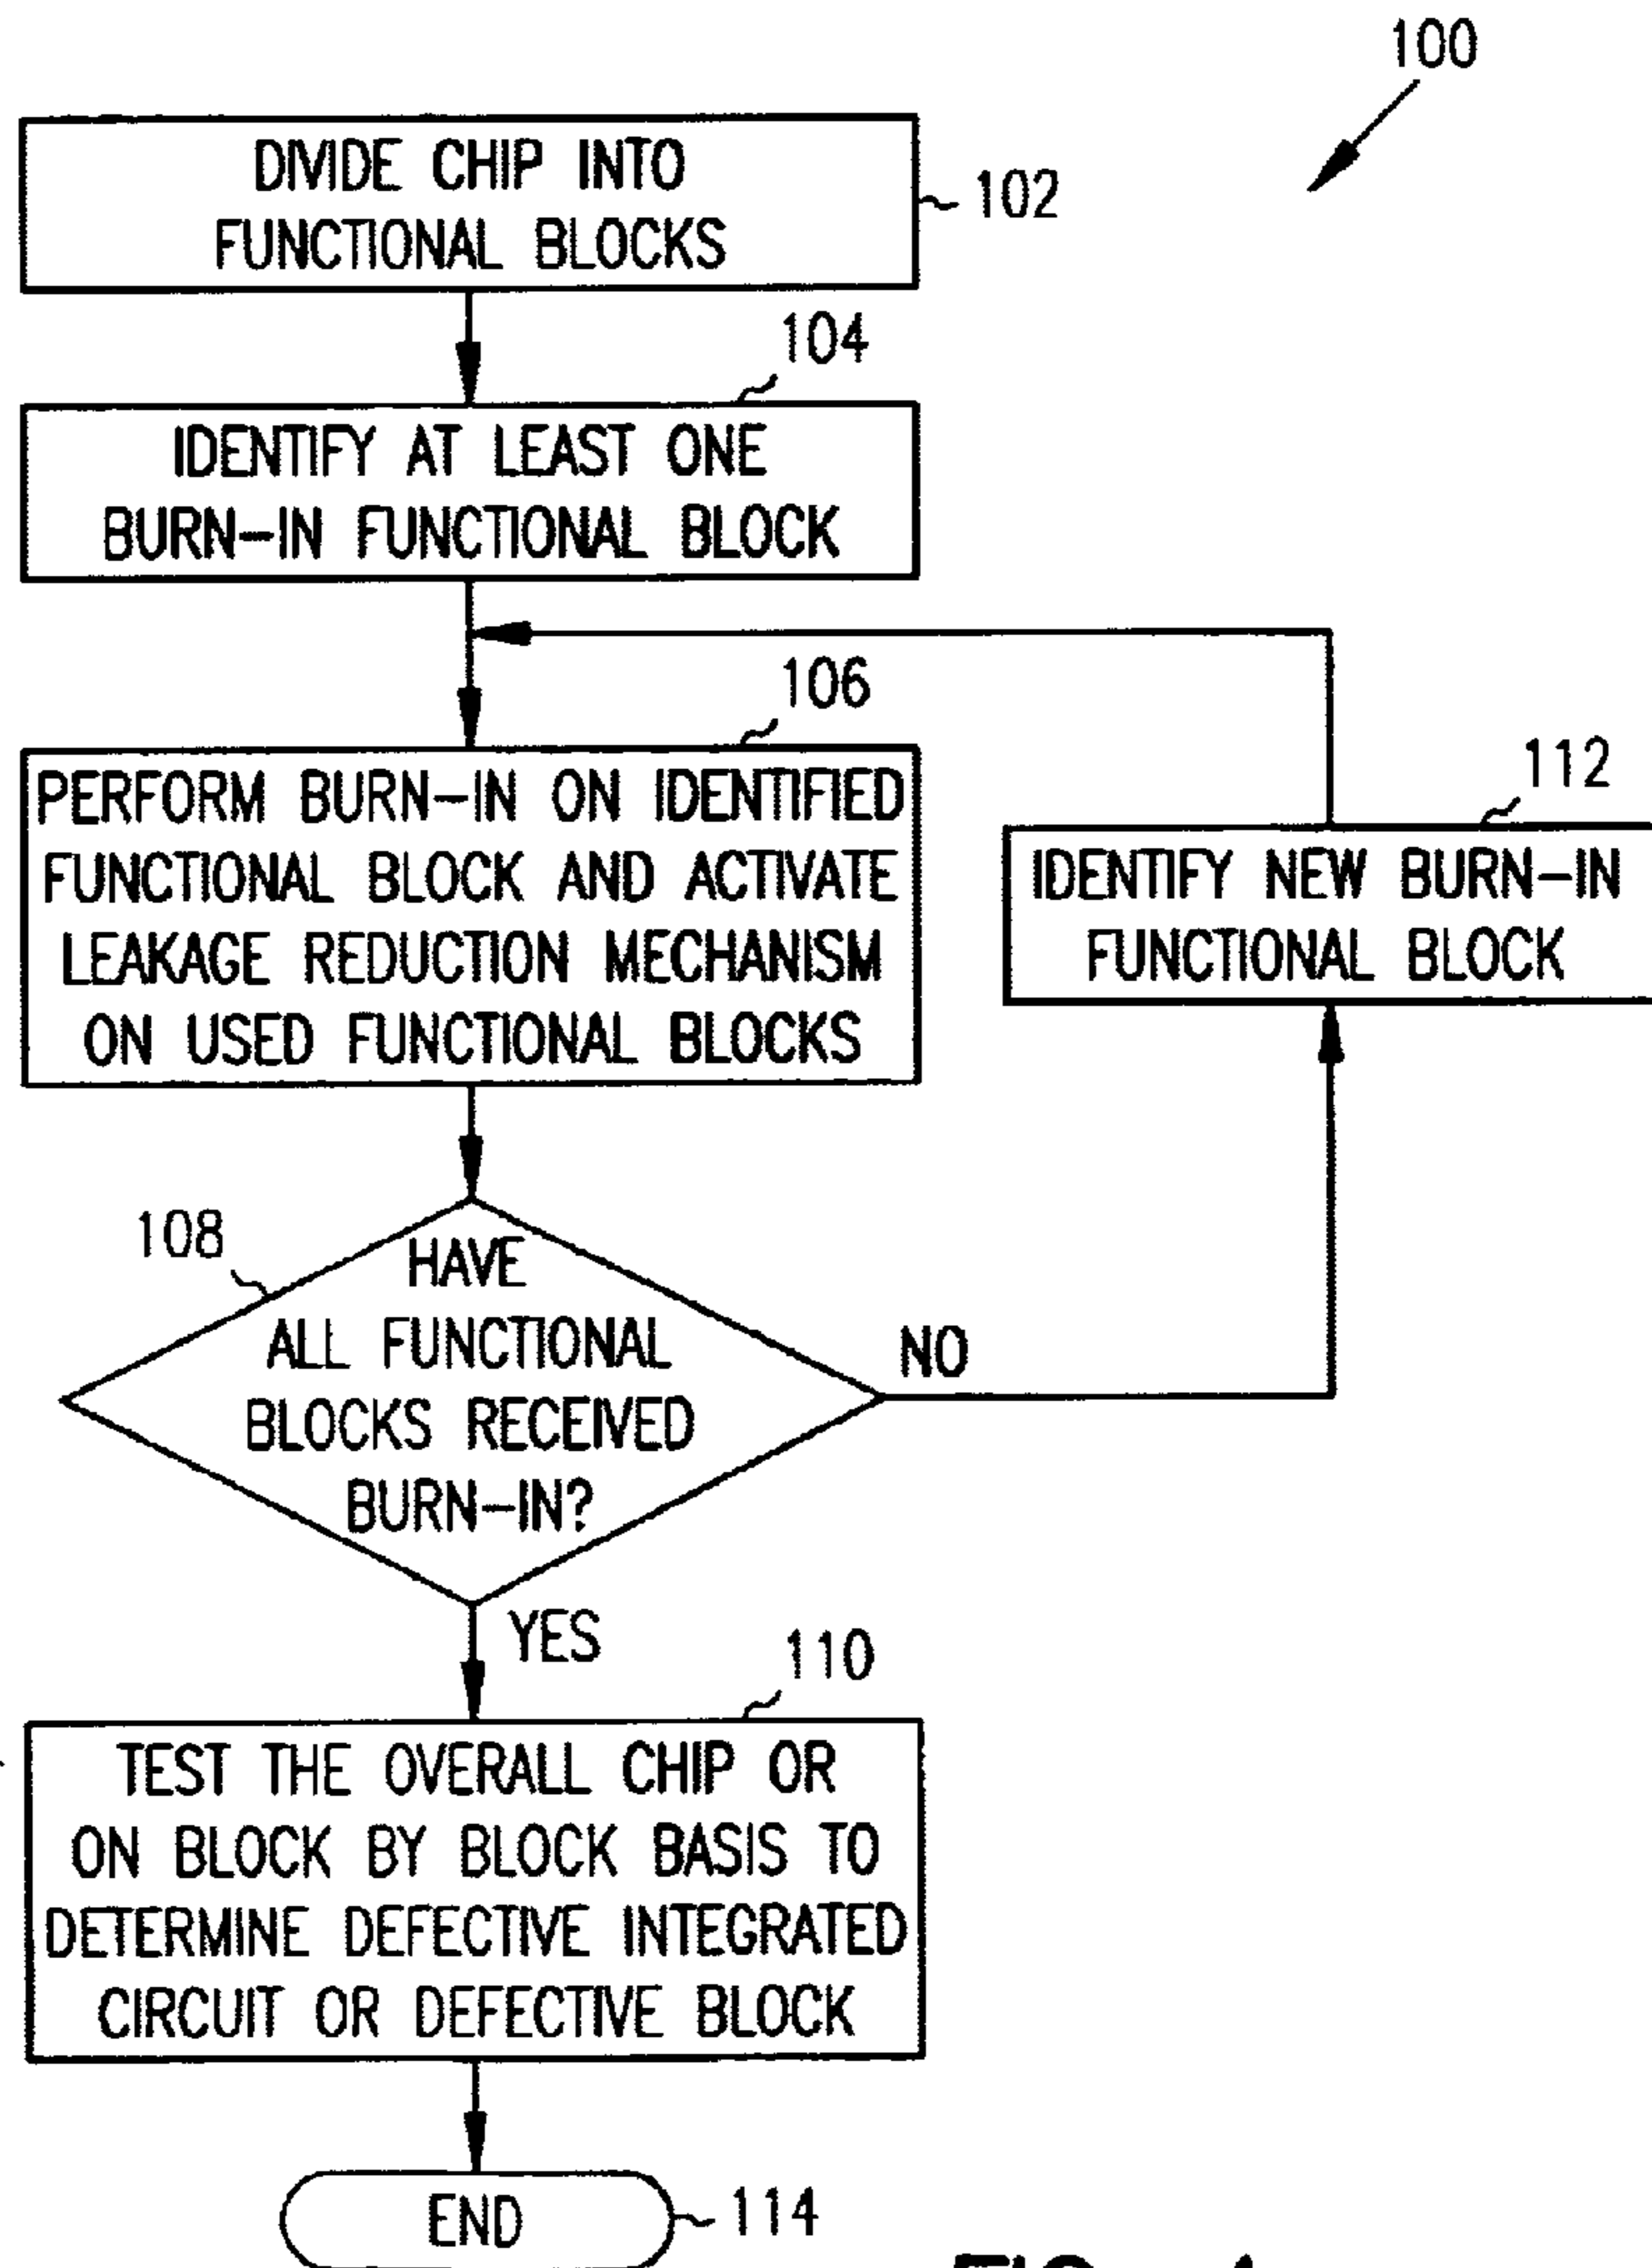 100
DIVIDE CHIP INTO
FUNCTIONAL BLOCKS
102
104
IDENTIFY AT LEAST ONE
BURN-IN FUNCTIONAL BLOCK
106
PERFORM BURN-IN ON IDENTIFIED
FUNCTIONAL BLOCK AND ACTIVATE
LEAKAGE REDUCTION MECHANISM
ON USED FUNCTIONAL BLOCKS
112
IDENTIFY NEW BURN-IN
FUNCTIONAL BLOCK
108
HAVE
ALL FUNCTIONAL
BLOCKS RECEIVED
BURN-IN?
NO
YES
110
TEST THE OVERALL CHIP OR
ON BLOCK BY BLOCK BASIS TO
DETERMINE DEFECTIVE INTEGRATED
CIRCUIT OR DEFECTIVE BLOCK
END
114